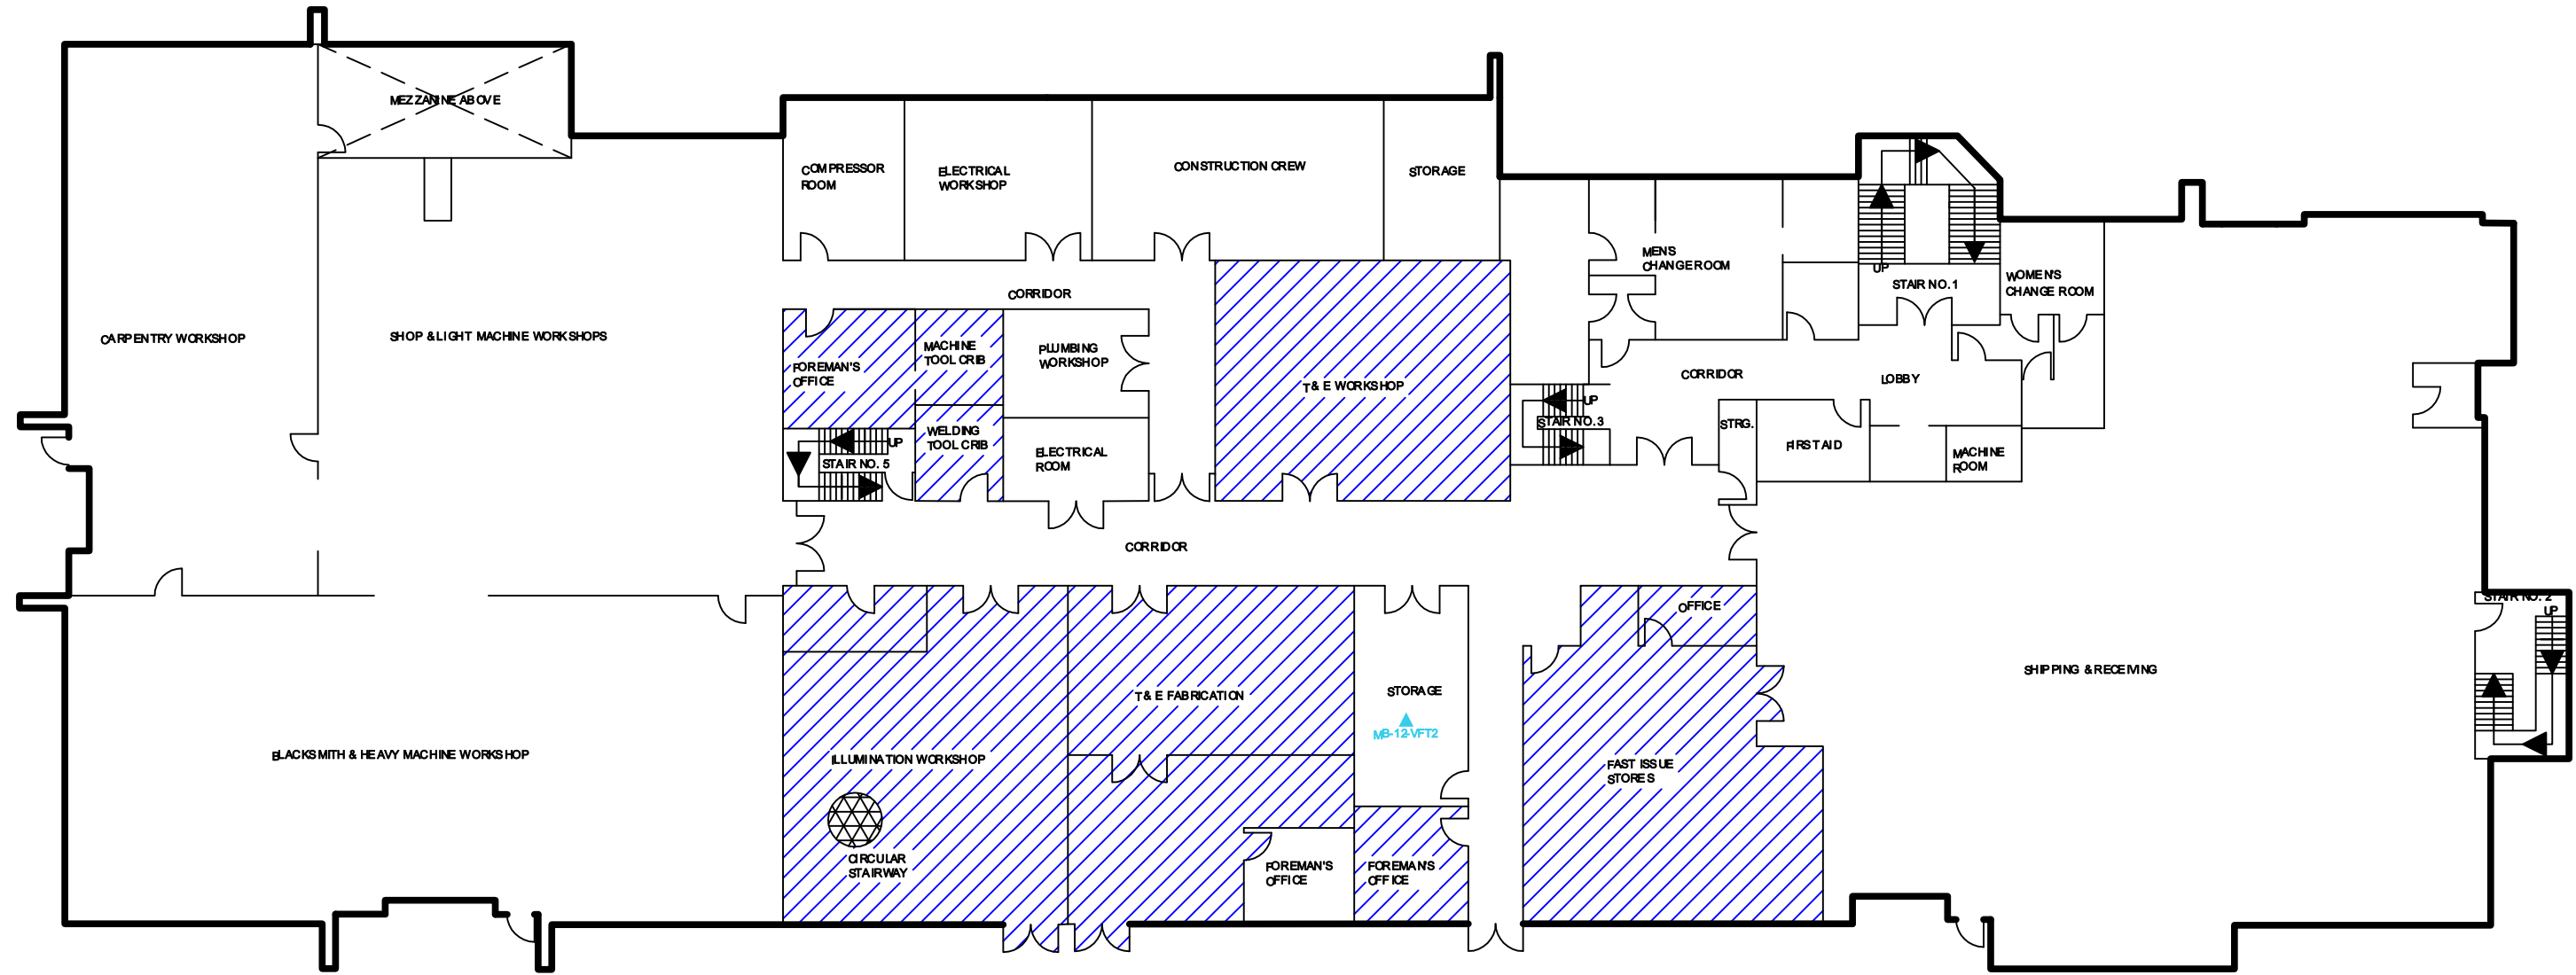 MEZZANINE ABOVE
COMPRESSOR
ROOM
ELECTRICAL
WORKSHOP
CONSTRUCTION CREW
STORAGE
MEN'S
CHANGE ROOM
UP
STAIR NO. 1
WOMEN'S
CHANGE ROOM
CORRIDOR
CARPENTRY WORKSHOP
SHOP & LIGHT MACHINE WORKSHOPS
FOREMAN'S
OFFICE
MACHINE
TOOL CRIB
PLUMBING
WORKSHOP
T & E WORKSHOP
CORRIDOR
LOBBY
UP
STAIR NO. 3
STRG.
FIRST AID
MACHINE
ROOM
WELDING
TOOL CRIB
UP
STAIR NO. 5
ELECTRICAL
ROOM
CORRIDOR
OFFICE
STAIR NO. 2
UP
SHIPPING & RECEIVING
STORAGE
MB-12-VFT2
T & E FABRICATION
BLACKSMITH & HEAVY MACHINE WORKSHOP
ILLUMINATION WORKSHOP
FAST ISSUE
STORES
CIRCULAR
STAIRWAY
FOREMAN'S
OFFICE
FOREMAN'S
OFFICE